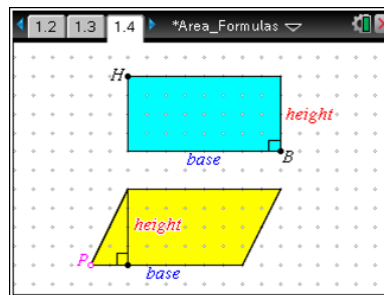 1.2 1.3 1.4 *Area_Formulas
H
height
base B
height
P
base